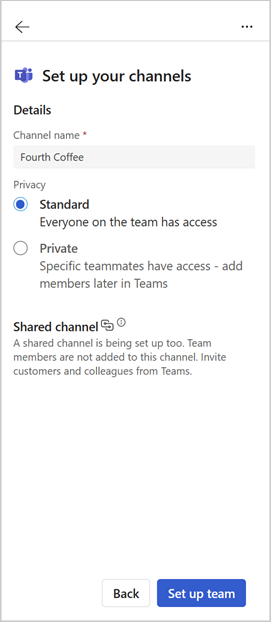 Set up your channels
Details
Channel name *
Fourth Coffee
Privacy
Standard
Everyone on the team has access
Private
Specific teammates have access - add
members later in Teams
Shared channel
A shared channel is being set up too. Team
members are not added to this channel. Invite
customers and colleagues from Teams.
Back
Set up team